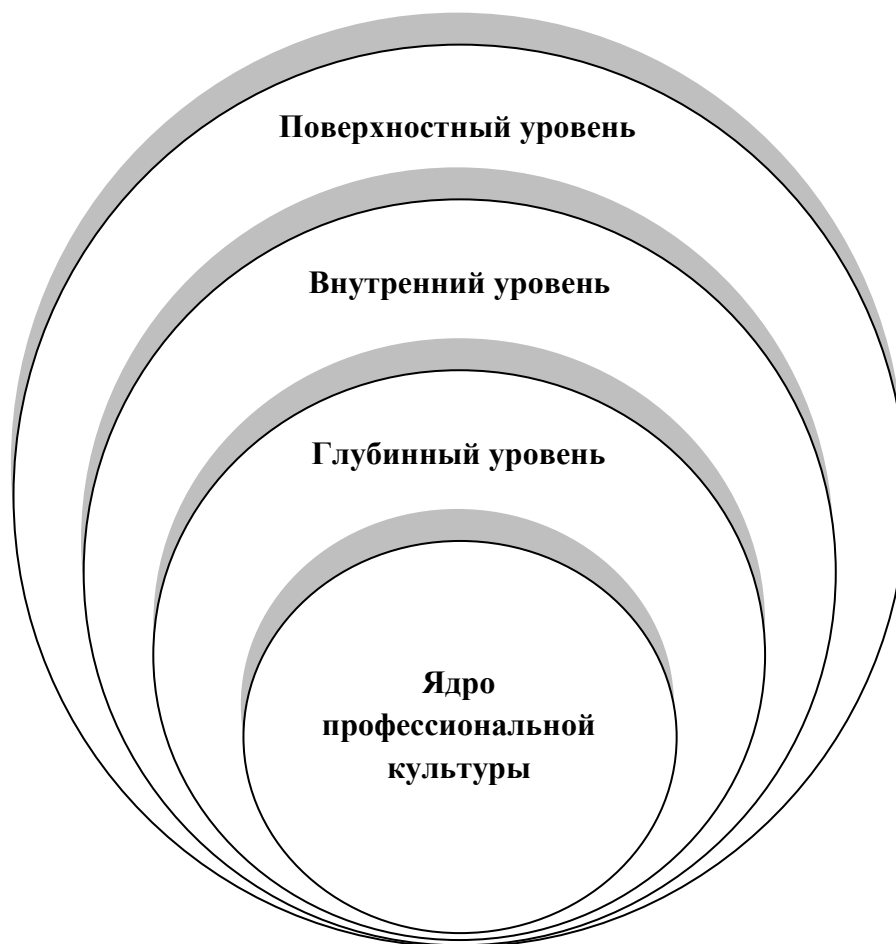 Поверхностный уровень
Внутренний уровень
Глубинный уровень
Ядро
профессиональной
культуры